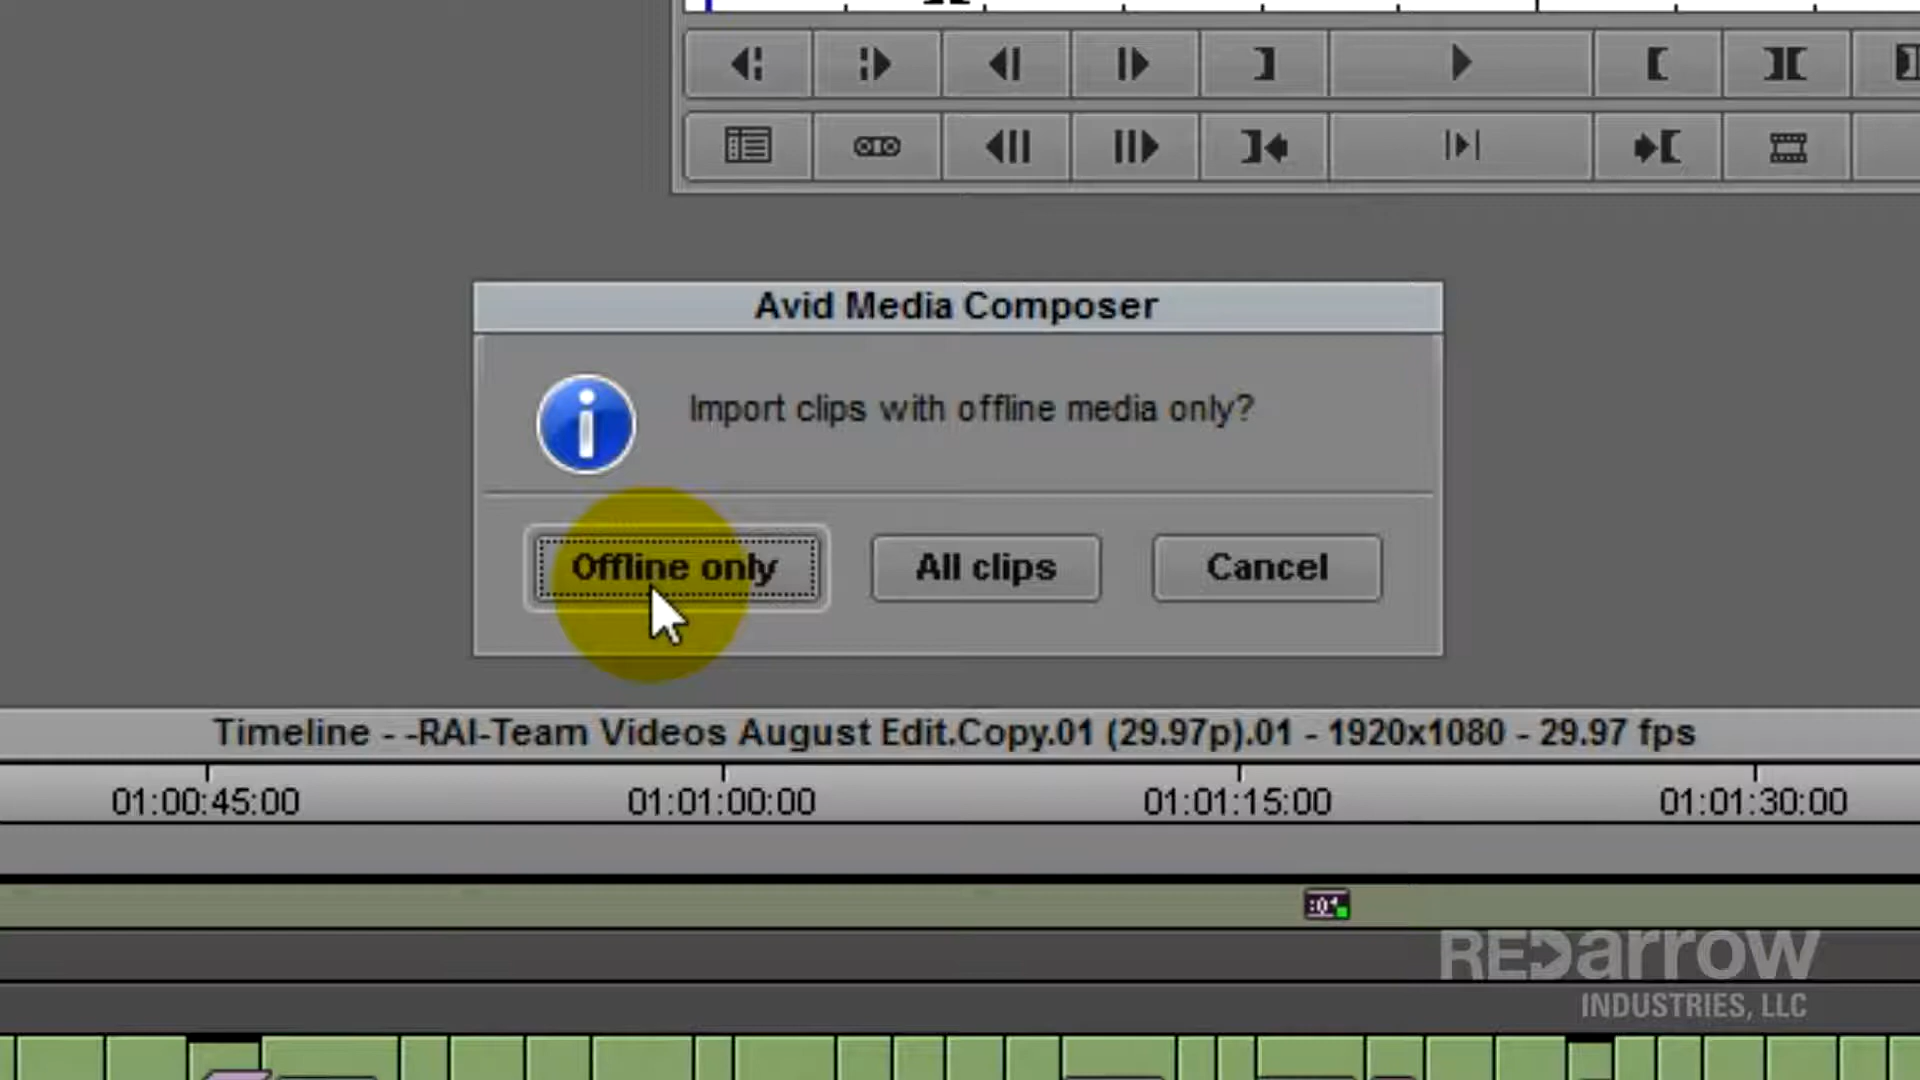 Avid Media Composer
Import clips with offline media only?
Offline only
All clips
Cancel
Timeline - -RAI-Team Videos August Edit.Copy.01 (29.97p).01 - 1920x1080 - 29.97 fps
01:00:45:00
01:01:00:00
01:01:15:00
01:01:30:00
REDarrow
INDUSTRIES, LLC